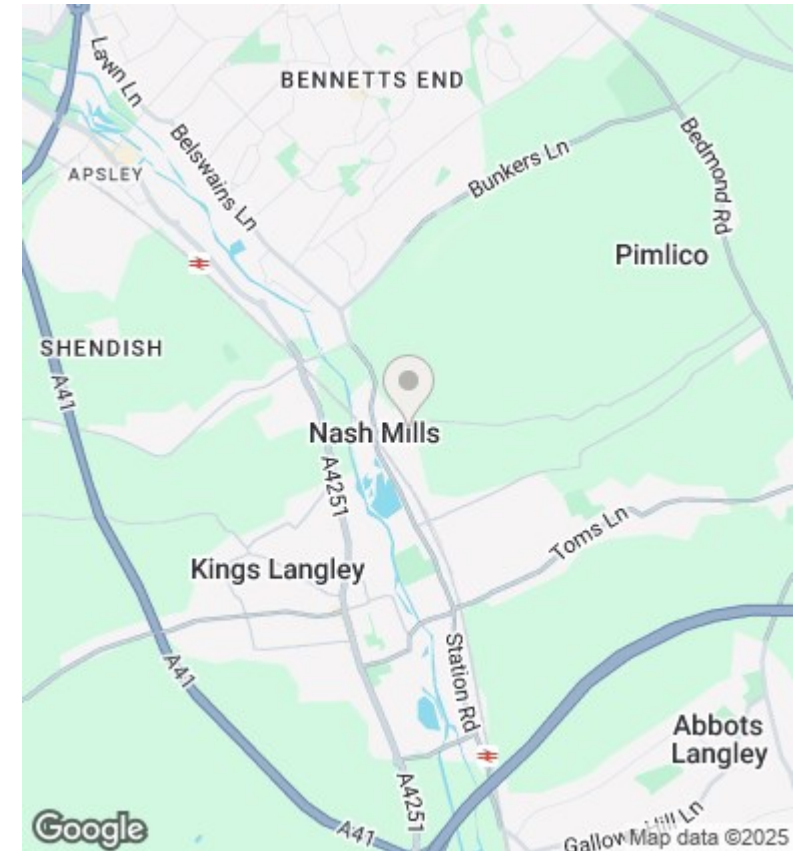 Lawn Ln
BENNETTS END
Belswains Ln
APSLEY
Bunkers Ln
Bedmond Rd
Pimlico
SHENDISH
A41
Nash Mills
A4251
Toms Ln
Kings Langley
Station Rd
A41
Abbots
Langley
A4251
A41
Google
Hill Ln
Map data ©2025